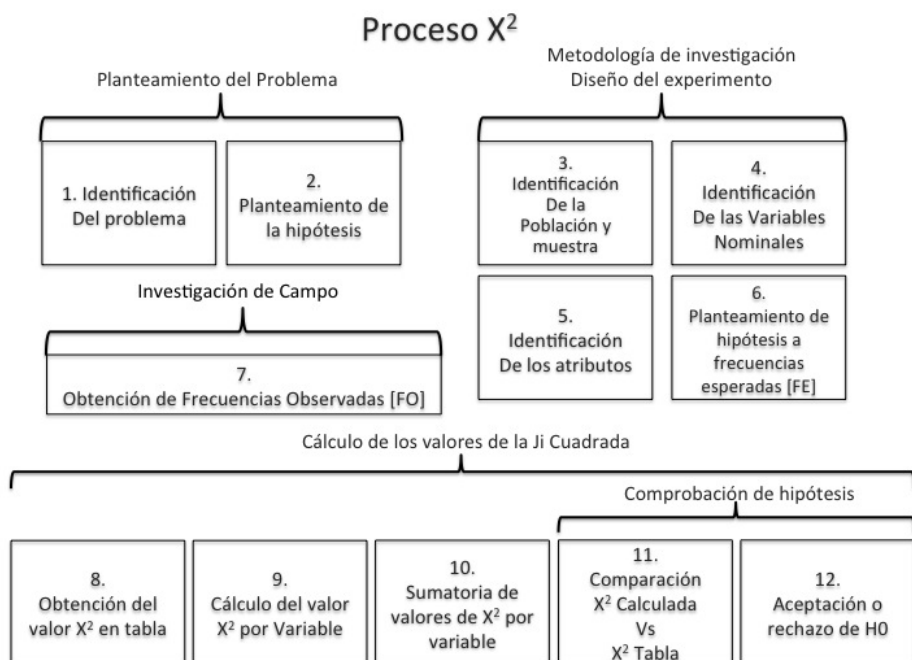 Proceso X²
Planteamiento del Problema
1. Identificación
Del problema
2.
Planteamiento de
la hipótesis
Metodología de investigación
Diseño del experimento
3.
Identificación
De la
Población y
muestra
4.
Identificación
De las Variables
Nominales
5.
Identificación
De los atributos
6.
Planteamiento de
hipótesis a
frecuencias
esperadas [FE]
Investigación de Campo
7.
Obtención de Frecuencias Observadas [FO]
Cálculo de los valores de la Ji Cuadrada
8.
Obtención del
valor X² en tabla
9.
Cálculo del valor
X² por Variable
10.
Sumatoria de
valores de X² por
variable
Comprobación de hipótesis
11.
Comparación
X² Calculada
Vs
X² Tabla
12.
Aceptación o
rechazo de H0